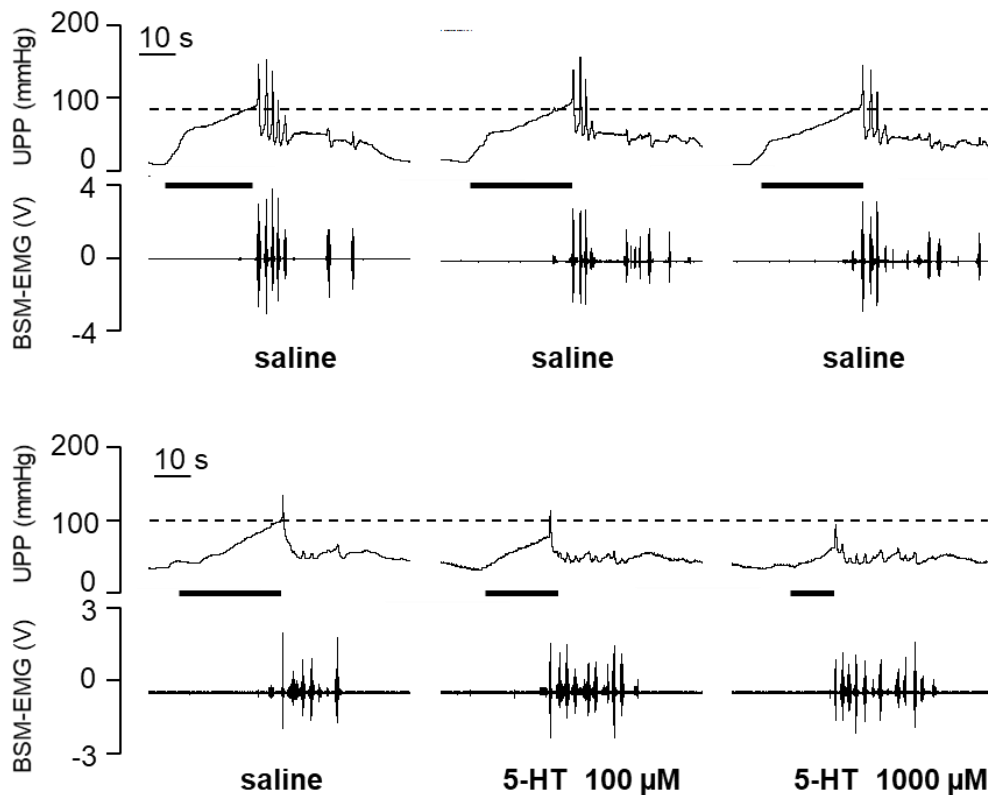 200
10 s
UPP (mmHg)
100
0
4
BSM-EMG (V)
0
-4
saline saline saline
200
10 s
UPP (mmHg)
100
0
3
BSM-EMG (V)
0
-3
saline 5-HT 100 µM 5-HT 1000 µM